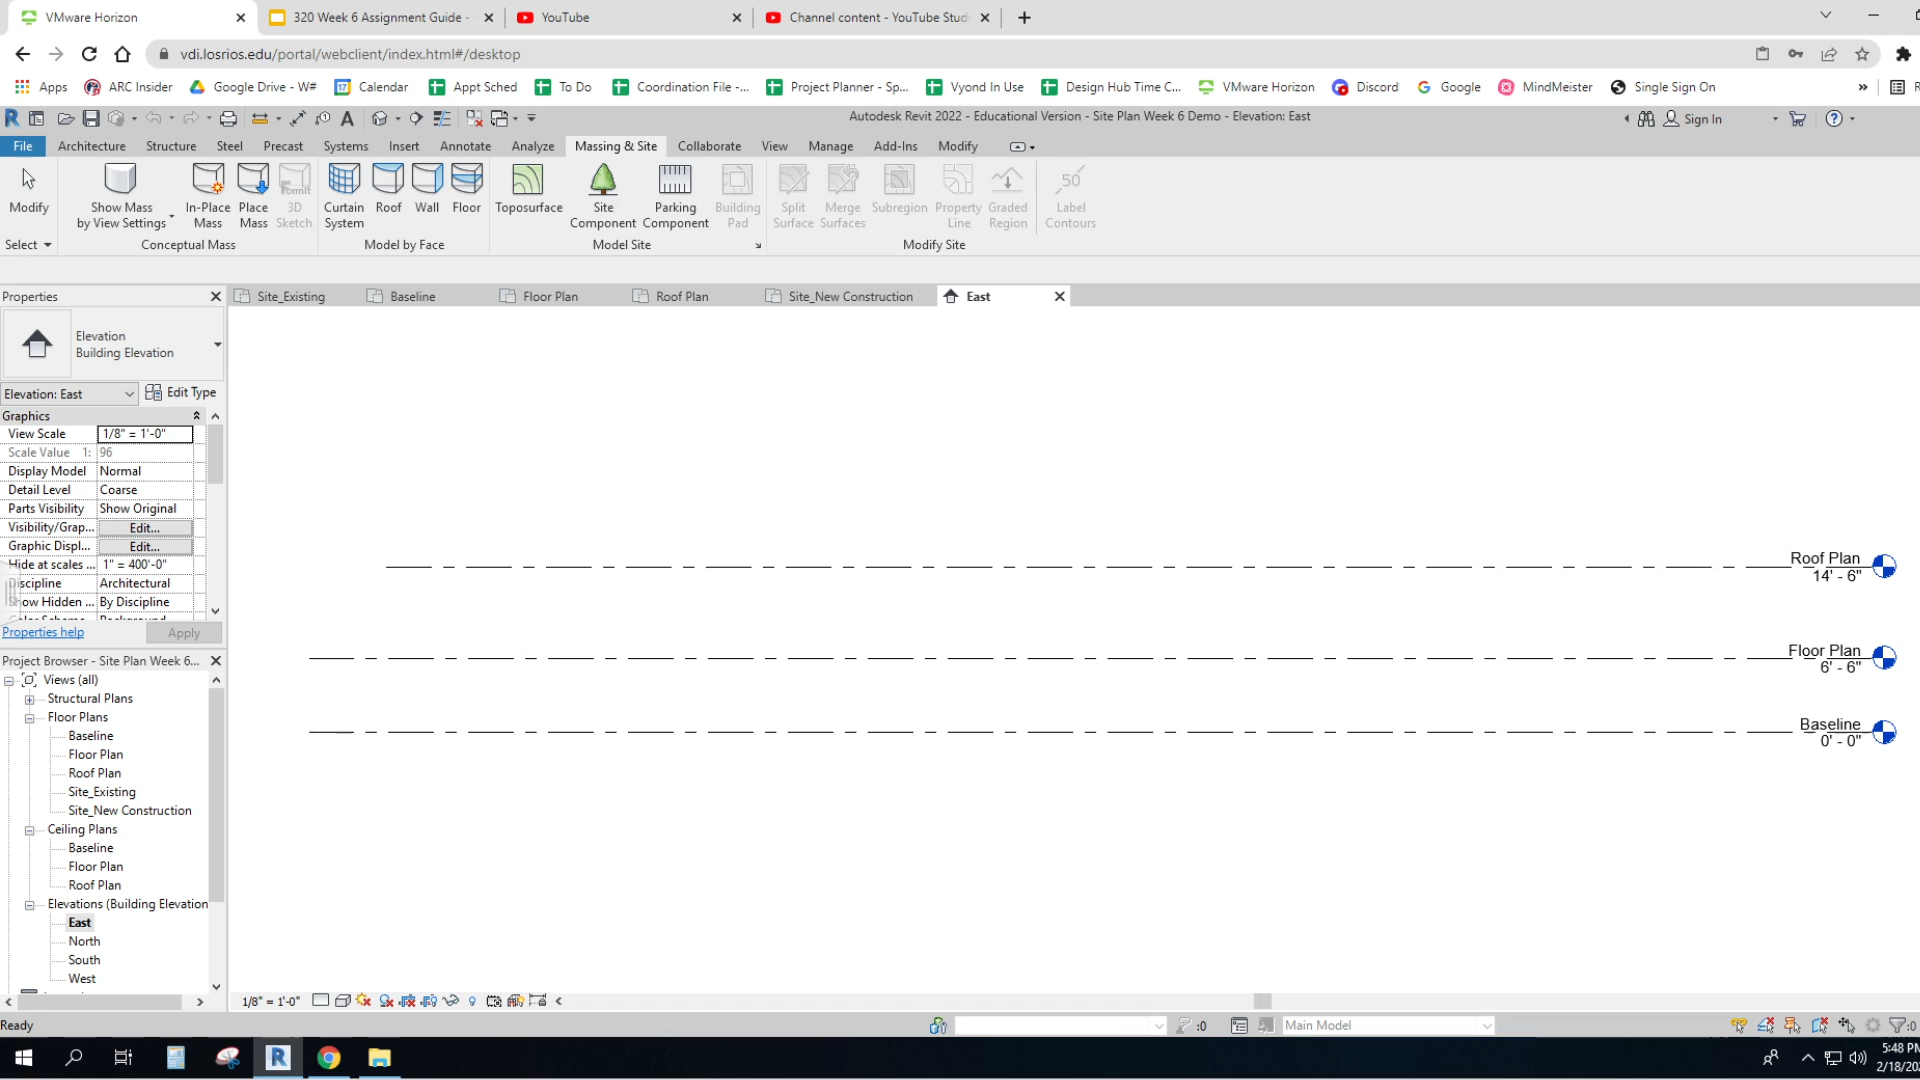 VMware Horizon
320 Week 6 Assignment Guide -
YouTube
Channel content - YouTube Stud
vdi.losrios.edu/portal/webclient/index.html#/desktop
Apps
ARC Insider
Google Drive - W#
Calendar
Appt Sched
To Do
Coordination File -...
Project Planner - Sp...
Vyond In Use
Design Hub Time C...
VMware Horizon
Discord
Google
MindMeister
Single Sign On
»
Autodesk Revit 2022 - Educational Version - Site Plan Week 6 Demo - Elevation: East
Sign In
File
Architecture
Structure
Steel
Precast
Systems
Insert
Annotate
Analyze
Massing & Site
Collaborate
View
Manage
Add-Ins
Modify
Modify
Show Mass
by View Settings
In-Place
Mass
Place
Mass
3D
Sketch
Curtain
System
Roof
Wall
Floor
Toposurface
Site
Component
Parking
Component
Building
Pad
Split
Surface
Merge
Surfaces
Subregion
Property
Line
Graded
Region
Label
Contours
Select
Conceptual Mass
Model by Face
Model Site
Modify Site
Properties
Site_Existing
Baseline
Floor Plan
Roof Plan
Site_New Construction
East
Elevation
Building Elevation
Elevation: East
Edit Type
Graphics
View Scale 1/8" = 1'-0"
Scale Value 1: 96
Display Model Normal
Detail Level Coarse
Parts Visibility Show Original
Visibility/Grap... Edit...
Graphic Displ... Edit...
Hide at scales ... 1" = 400'-0"
Discipline Architectural
Show Hidden ... By Discipline
Properties help
Apply
Project Browser - Site Plan Week 6...
Views (all)
Structural Plans
Floor Plans
Baseline
Floor Plan
Roof Plan
Site_Existing
Site_New Construction
Ceiling Plans
Baseline
Floor Plan
Roof Plan
Elevations (Building Elevation
East
North
South
West
Roof Plan
14' - 6"
Floor Plan
6' - 6"
Baseline
0' - 0"
1/8" = 1'-0"
Ready
:0
Main Model
:0
5:48 PM
2/18/202